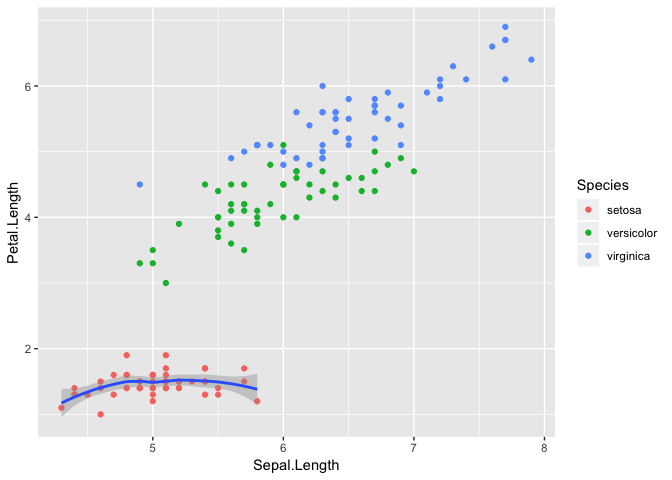 6
4
2
Petal.Length
5 6 7 8
Sepal.Length
Species
setosa
versicolor
virginica